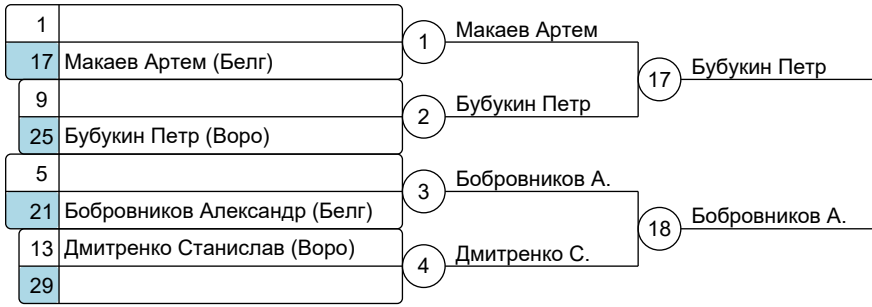 1
17 Макаев Артем (Белг)
1 Макаев Артем
9
25 Бубукин Петр (Воро)
2 Бубукин Петр
17 Бубукин Петр
5
21 Бобровников Александр (Белг)
3 Бобровников А.
13 Дмитренко Станислав (Воро)
29
4 Дмитренко С.
18 Бобровников А.